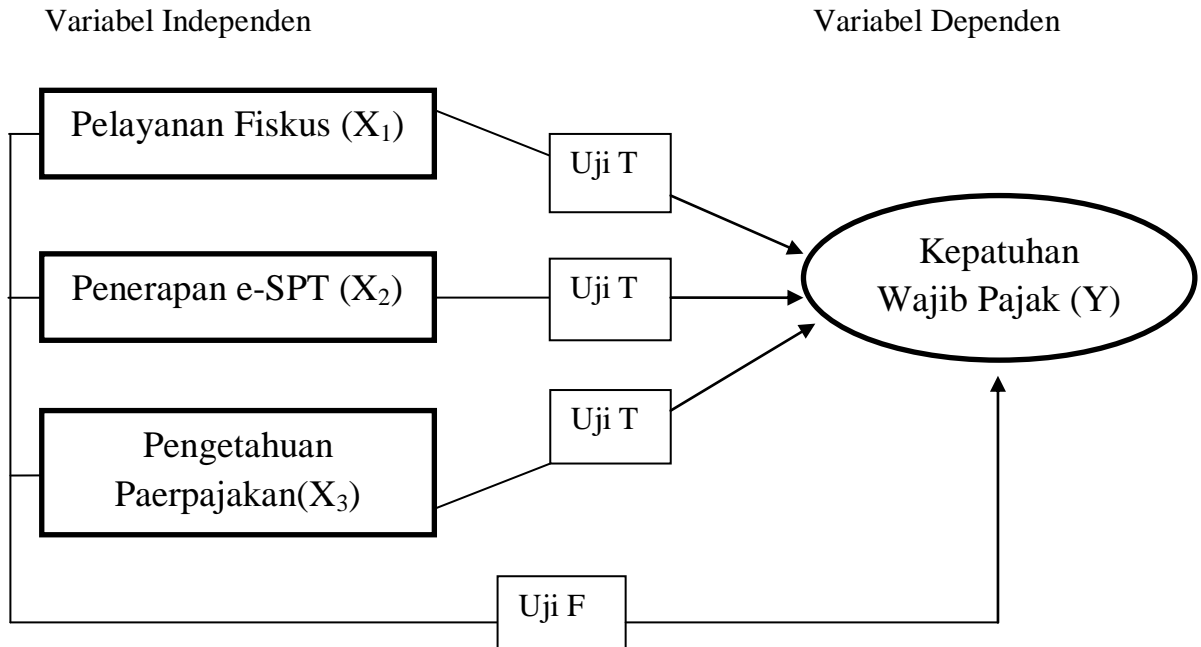 Variabel Independen
Variabel Dependen
Pelayanan Fiskus (X₁)
Uji T
Penerapan e-SPT (X₂)
Uji T
Kepatuhan
Wajib Pajak (Y)
Pengetahuan
Paerpajakan(X₃)
Uji T
Uji F